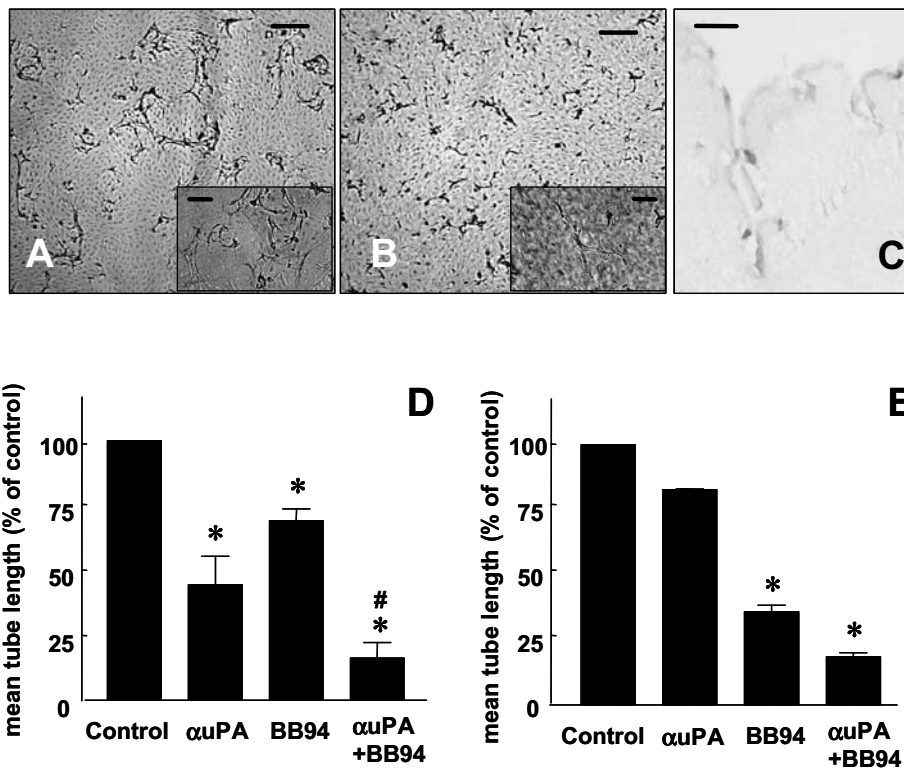 A
B
C
D
mean tube length (% of control)
100
75
50
25
0
*
*
#
*
Control
αuPA
BB94
αuPA
+BB94
E
mean tube length (% of control)
100
75
50
25
0
*
*
Control
αuPA
BB94
αuPA
+BB94